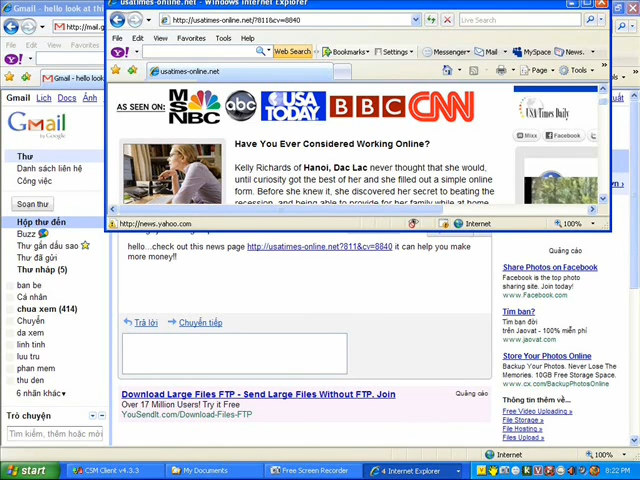 Gmail - hello look at thi
usatimes-online.net - Windows Internet Explorer
http://mail.g
http://usatimes-online.net/?811&cv=8840
Live Search
File Edit
File Edit View Favorites Tools Help
Web Search
Bookmarks
Settings
Messenger
Mail
MySpace
News.
Gmail - hello look
usatimes-online.net
Page
Tools
Gmail Lịch Docs Ảnh
AS SEEN ON:
MSNBC
abc
USA TODAY
BBC
CNN
USA Times Daily
Mixx
Facebook
Gmail
by Google
Have You Ever Considered Working Online?
Kelly Richards of Hanoi, Dac Lac never thought that she would,
until curiosity got the best of her and she filled out a simple online
form. Before she knew it, she discovered her secret to beating the
recession, and being able to provide for her family while at home
http://news.yahoo.com
Internet
100%
Thư
Danh sách liên hệ
Công việc
Soạn thư
Hộp thư đến
Buzz
Thư gắn dấu sao
Thư đã gửi
Thư nháp (5)
ban be
Cá nhân
chua xem (414)
Chuyển
da xem
linh tinh
luu tru
phan mem
thu den
6 nhãn khác
Trò chuyện
Tìm kiếm, thêm hoặc mời
hello...check out this news page http://usatimes-online.net?811&cv=8840 it can help you make
more money!!
Trả lời
Chuyển tiếp
Download Large Files FTP - Send Large Files Without FTP. Join
Quảng cáo
Over 17 Million Users! Try it Free
YouSendIt.com/Download-Files-FTP
Quảng cáo
Share Photos on Facebook
Facebook is the top photo
sharing site. Join today!
www.Facebook.com
Tìm bạn?
Tìm bạn đời
trên Jaovat - 100% miễn phí
www.jaovat.com
Store Your Photos Online
Backup Your Photos. Never Lose The
Memories. 10GB Free Storage Space.
www.cx.com/BackupPhotosOnline
Thông tin thêm về...
Free Video Uploading »
File Storage »
File Hosting »
Files Upload »
Internet
100%
start
CSM Client v4.3.3
My Documents
Free Screen Recorder
4 Internet Explorer
8:22 PM